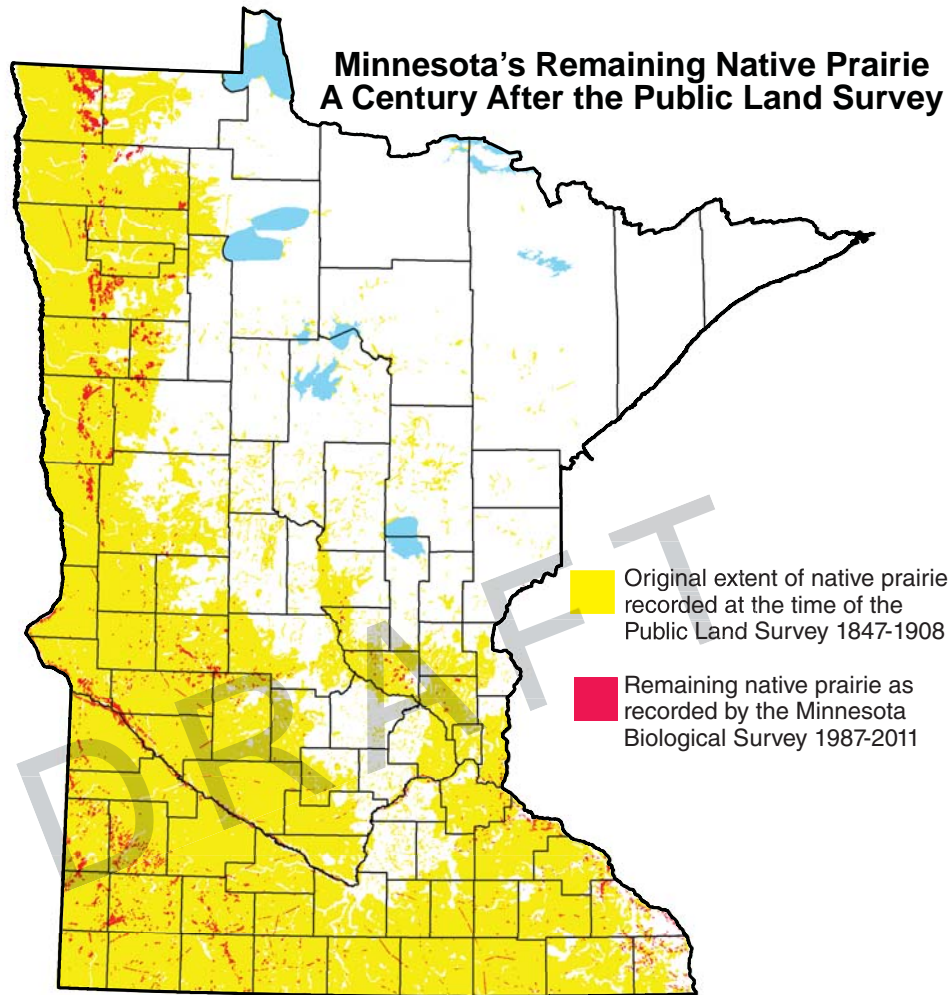 Minnesota's Remaining Native Prairie
A Century After the Public Land Survey
Original extent of native prairie
recorded at the time of the
Public Land Survey 1847-1908
Remaining native prairie as
recorded by the Minnesota
Biological Survey 1987-2011
DRAFT